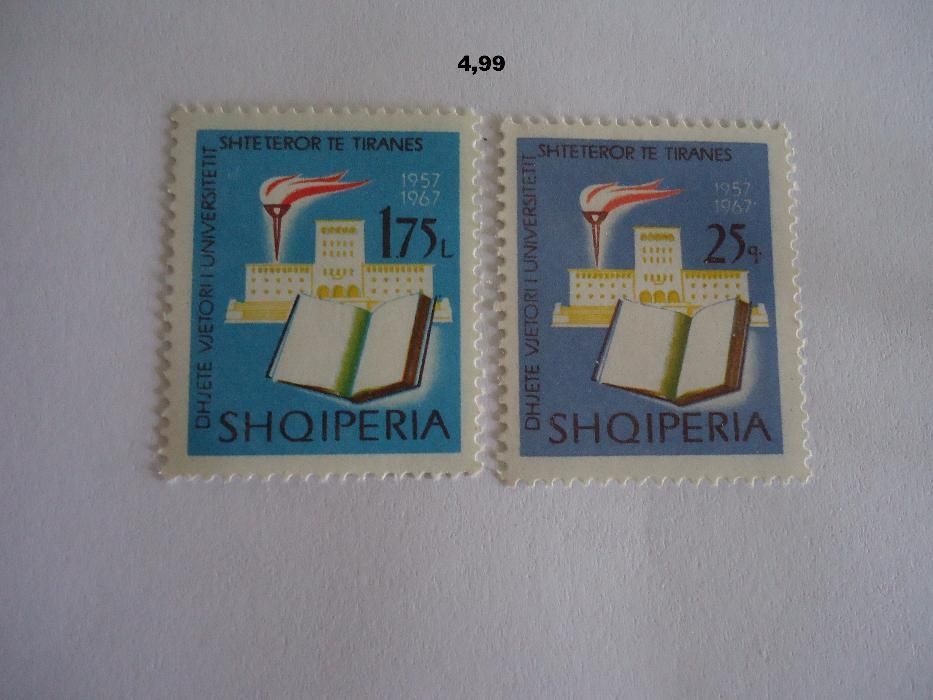 4,99
DHJETE VJETORI I UNIVERSITETIT
SHTETEROR TE TIRANES
1957
1967
1.75L
SHQIPERIA
DHJETE VJETORI I UNIVERSITETIT
SHTETEROR TE TIRANES
1957
1967
25q.
SHQIPERIA